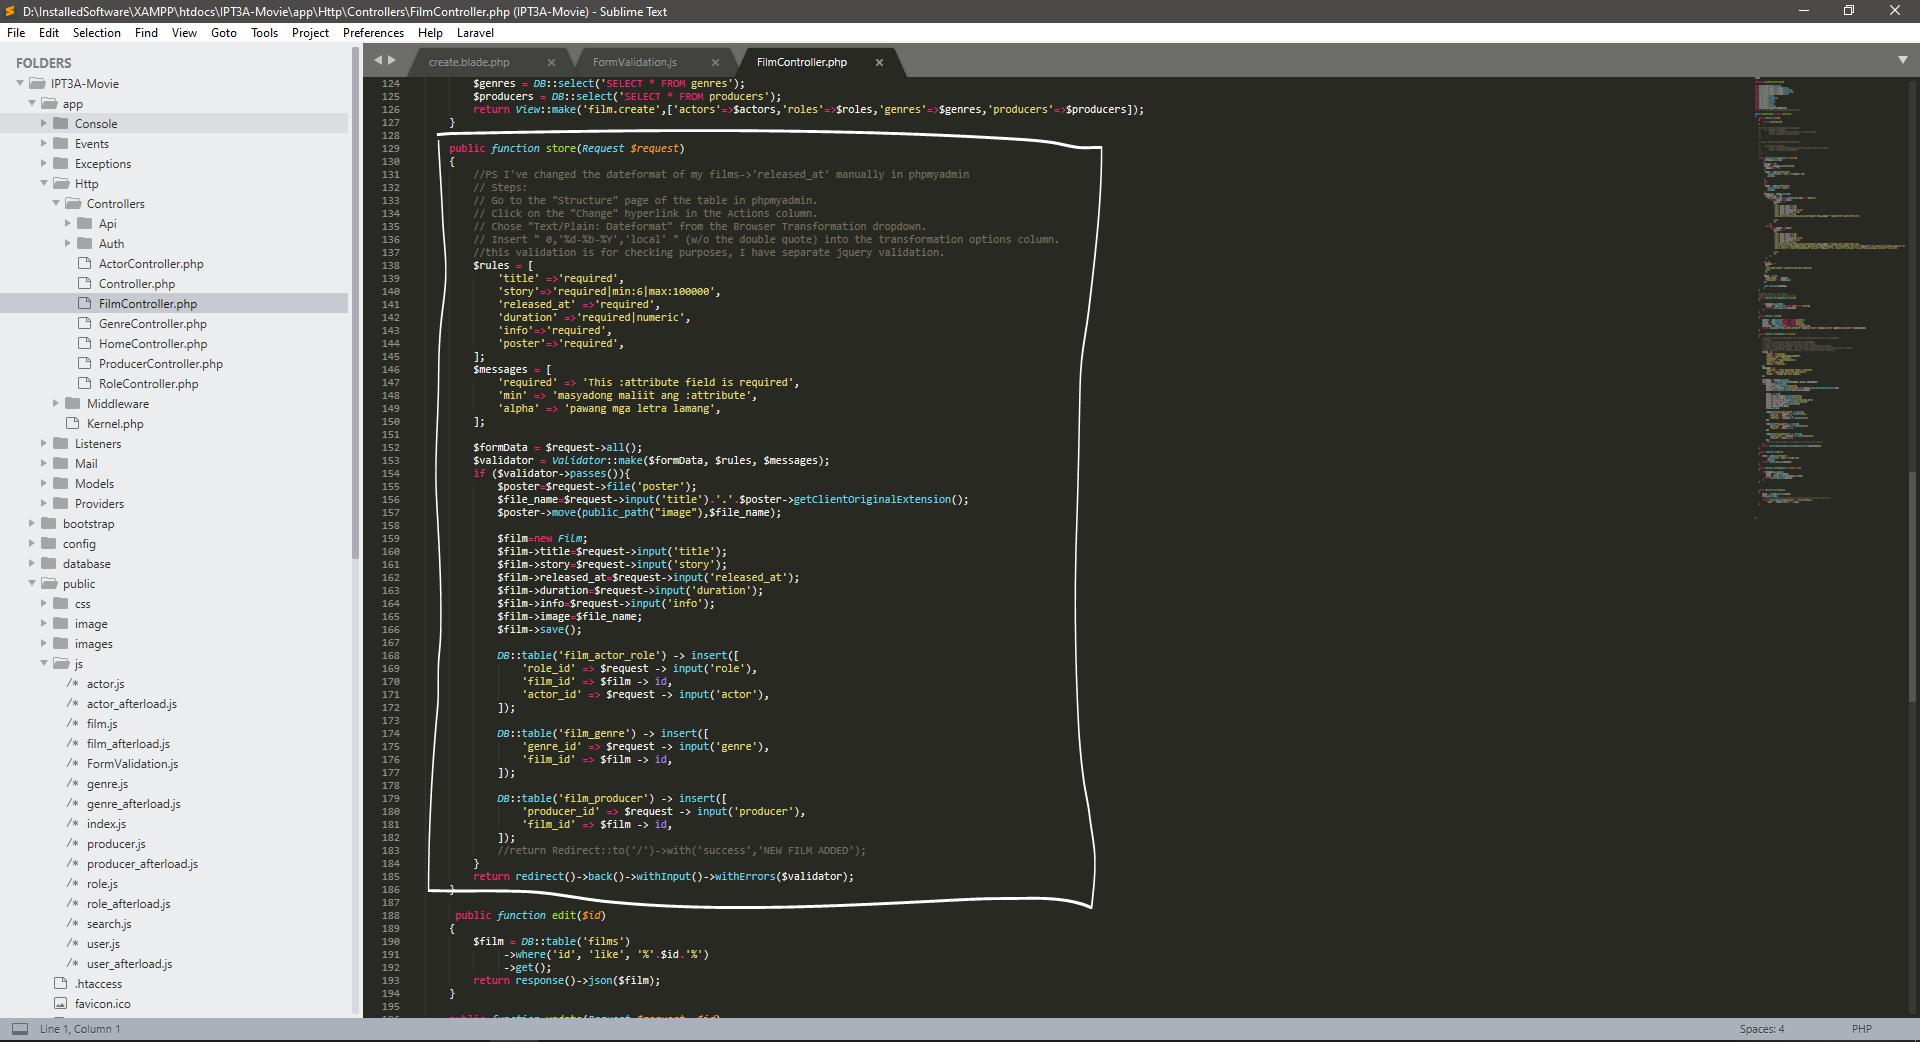 D:\InstalledSoftware\XAMPP\htdocs\IPT3A-Movie\app\Http\Controllers\FilmController.php (IPT3A-Movie) - Sublime Text
File Edit Selection Find View Goto Tools Project Preferences Help Laravel
FOLDERS
IPT3A-Movie
app
Console
Events
Exceptions
Http
Controllers
Api
Auth
ActorController.php
Controller.php
FilmController.php
GenreController.php
HomeController.php
ProducerController.php
RoleController.php
Middleware
Kernel.php
Listeners
Mail
Models
Providers
bootstrap
config
database
public
css
image
images
js
/* actor.js
/* actor_afterload.js
/* film.js
/* film_afterload.js
/* FormValidation.js
/* genre.js
/* genre_afterload.js
/* index.js
/* producer.js
/* producer_afterload.js
/* role.js
/* role_afterload.js
/* search.js
/* user.js
/* user_afterload.js
.htaccess
favicon.ico
create.blade.php FormValidation.js FilmController.php
124 $genres = DB::select('SELECT * FROM genres');
125 $producers = DB::select('SELECT * FROM producers');
126 return View::make('film.create',['actors'=>$actors,'roles'=>$roles,'genres'=>$genres,'producers'=>$producers]);
127 }
128
129 public function store(Request $request)
130 {
131 //PS I've changed the dateformat of my films->'released_at' manually in phpmyadmin
132 // Steps:
133 // Go to the "Structure" page of the table in phpmyadmin.
134 // Click on the "Change" hyperlink in the Actions column.
135 // Chose "Text/Plain: Dateformat" from the Browser Transformation dropdown.
136 // Insert " 0,'%d-%b-%Y','local' " (w/o the double quote) into the transformation options column.
137 //this validation is for checking purposes, I have separate jquery validation.
138 $rules = [
139 'title' =>'required',
140 'story'=>'required|min:6|max:100000',
141 'released_at' =>'required',
142 'duration' =>'required|numeric',
143 'info'=>'required',
144 'poster'=>'required',
145 ];
146 $messages = [
147 'required' => 'This :attribute field is required',
148 'min' => 'masyadong maliit ang :attribute',
149 'alpha' => 'pawang mga letra lamang',
150 ];
151
152 $formData = $request->all();
153 $validator = Validator::make($formData, $rules, $messages);
154 if ($validator->passes()){
155 $poster=$request->file('poster');
156 $file_name=$request->input('title').'.'.$poster->getClientOriginalExtension();
157 $poster->move(public_path("image"),$file_name);
158
159 $film=new Film;
160 $film->title=$request->input('title');
161 $film->story=$request->input('story');
162 $film->released_at=$request->input('released_at');
163 $film->duration=$request->input('duration');
164 $film->info=$request->input('info');
165 $film->image=$file_name;
166 $film->save();
167
168 DB::table('film_actor_role') -> insert([
169 'role_id' => $request -> input('role'),
170 'film_id' => $film -> id,
171 'actor_id' => $request -> input('actor'),
172 ]);
173
174 DB::table('film_genre') -> insert([
175 'genre_id' => $request -> input('genre'),
176 'film_id' => $film -> id,
177 ]);
178
179 DB::table('film_producer') -> insert([
180 'producer_id' => $request -> input('producer'),
181 'film_id' => $film -> id,
182 ]);
183 //return Redirect::to('/')->with('success','NEW FILM ADDED');
184 }
185 return redirect()->back()->withInput()->withErrors($validator);
186 }
187
188 public function edit($id)
189 {
190 $film = DB::table('films')
191 ->where('id', 'like', '%'.$id.'%')
192 ->get();
193 return response()->json($film);
194 }
195
Line 1, Column 1
Spaces: 4 PHP